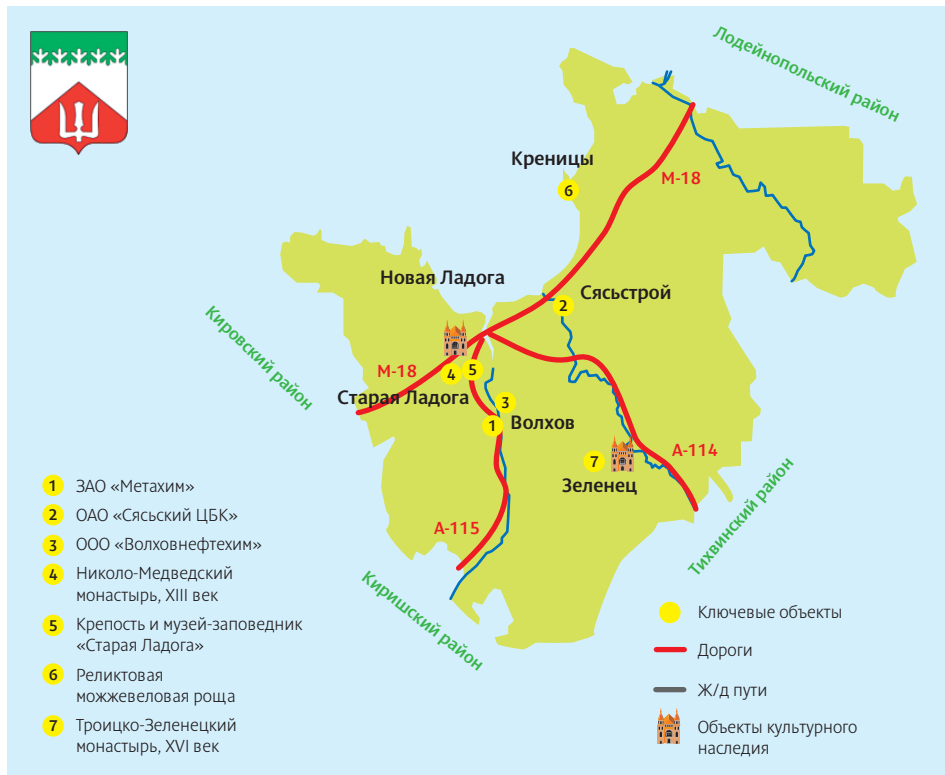 Лодейнопольский район
Креницы
6
М-18
Новая Ладога
Сясьстрой
2
Кировский район
М-18
4
5
Старая Ладога
3
1
Волхов
А-114
7
Зеленец
Тихвинский район
А-115
Киришский район
1 ЗАО «Метахим»
2 ОАО «Сясьский ЦБК»
3 ООО «Волховнефтехим»
4 Николо-Медведский
монастырь, XIII век
5 Крепость и музей-заповедник
«Старая Ладога»
6 Реликтовая
можжевеловая роща
7 Троицко-Зеленецкий
монастырь, XVI век
Ключевые объекты
Дороги
Ж/д пути
Объекты культурного
наследия